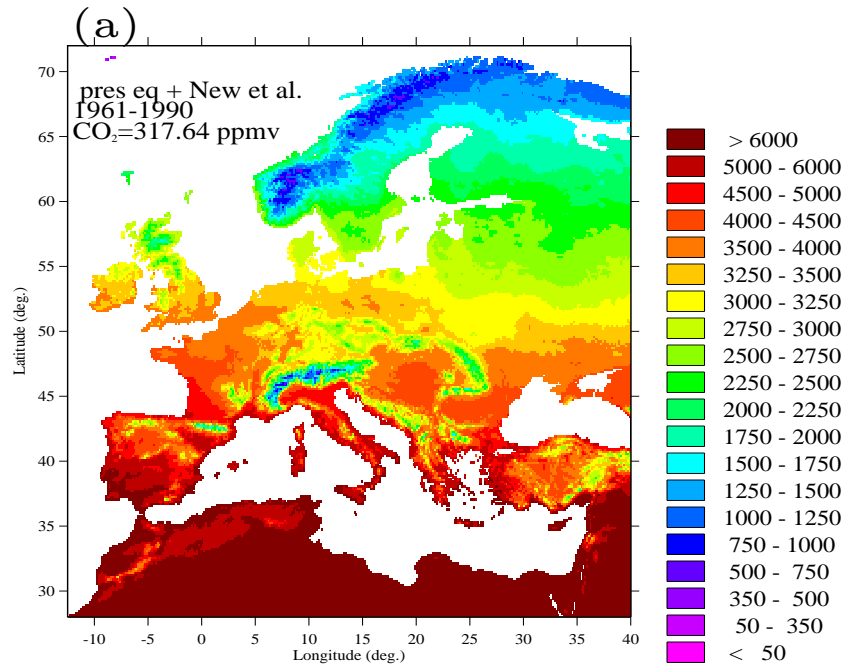 (a)
pres eq + New et al.
1961-1990
CO₂=317.64 ppmv
70
65
60
55
50
45
40
35
30
Latitude (deg.)
-10 -5 0 5 10 15 20 25 30 35 40
Longitude (deg.)
> 6000
5000 - 6000
4500 - 5000
4000 - 4500
3500 - 4000
3250 - 3500
3000 - 3250
2750 - 3000
2500 - 2750
2250 - 2500
2000 - 2250
1750 - 2000
1500 - 1750
1250 - 1500
1000 - 1250
750 - 1000
500 - 750
350 - 500
50 - 350
< 50